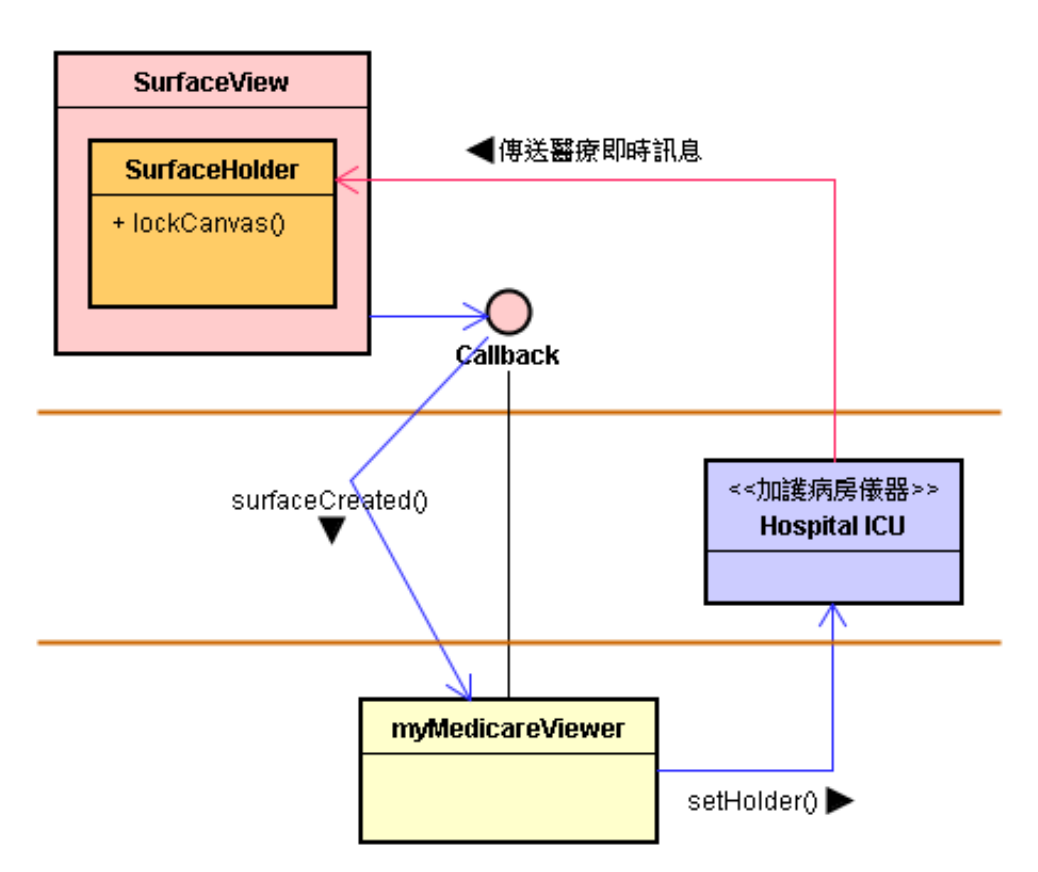 SurfaceView
SurfaceHolder
+ lockCanvas()
◀傳送醫療即時訊息
Callback
surfaceCreated()
▼
<<加護病房儀器>>
Hospital ICU
myMedicareViewer
setHolder() ▶